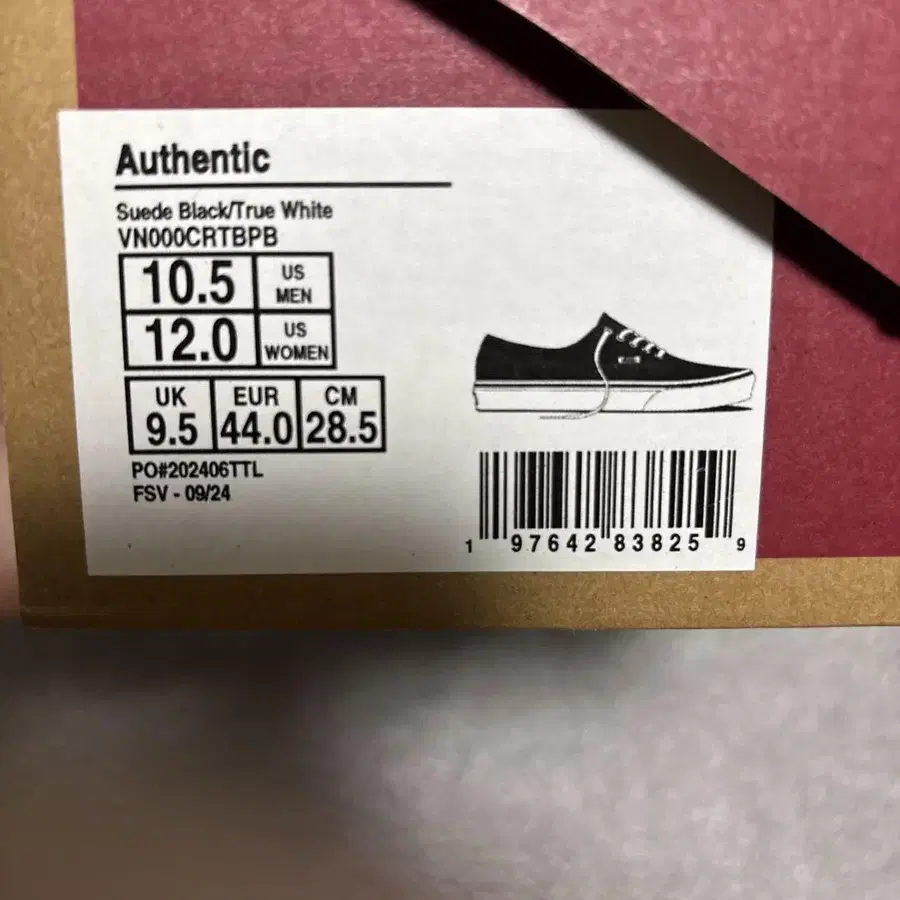 Authentic
Suede Black/True White
VN000CRTBPB
10.5 US MEN
12.0 US WOMEN
UK EUR CM
9.5 44.0 28.5
PO#202406TTL
FSV - 09/24
1 97642 83825 9